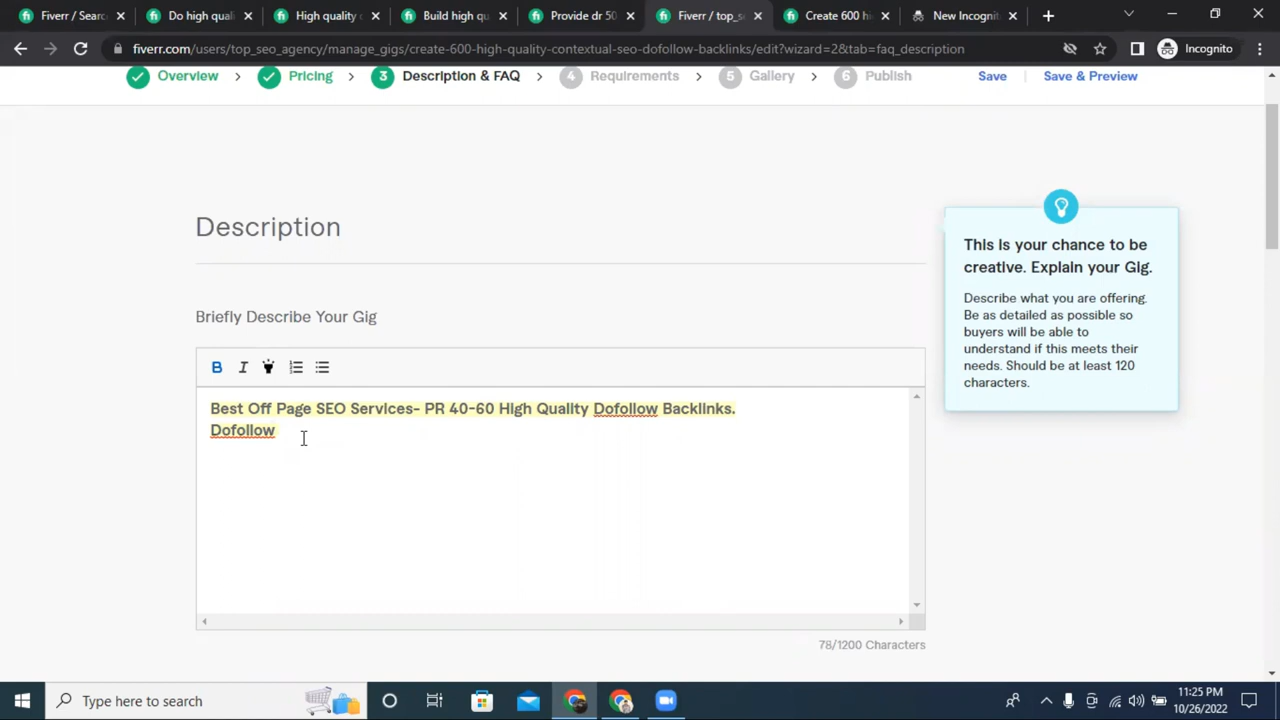 Fiverr / Sear
Do high quali
High quality
Build high qu
Provide dr 50
Fiverr / top_s
Create 600 hi
New Incognit
fiverr.com/users/top_seo_agency/manage_gigs/create-600-high-quality-contextual-seo-dofollow-backlinks/edit?wizard=2&tab=faq_description
Incognito
Overview
Pricing
3 Description & FAQ
4 Requirements
5 Gallery
6 Publish
Save
Save & Preview
Description
Briefly Describe Your Gig
B I
Best Off Page SEO Services- PR 40-60 High Quality Dofollow Backlinks.
Dofollow
78/1200 Characters
This is your chance to be
creative. Explain your Gig.
Describe what you are offering.
Be as detailed as possible so
buyers will be able to
understand if this meets their
needs. Should be at least 120
characters.
Type here to search
11:25 PM
10/26/2022